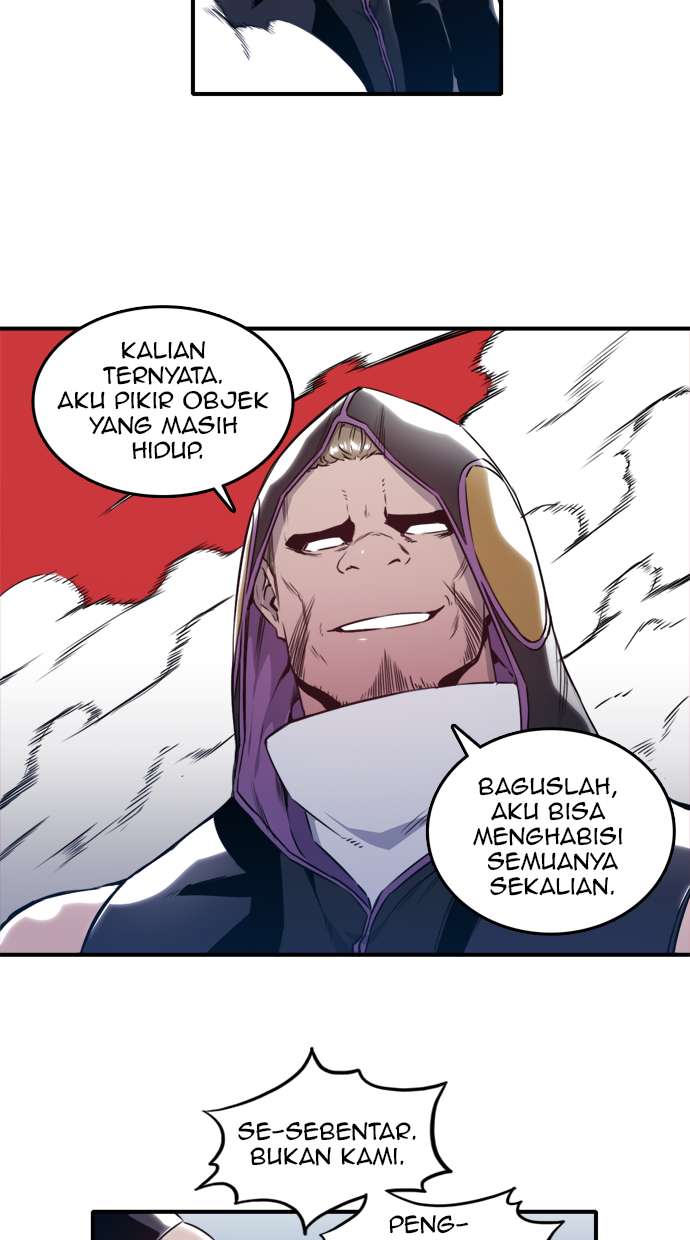 KALIAN
TERNYATA.
AKU PIKIR OBJEK
YANG MASIH
HIDUP.
BAGUSLAH,
AKU BISA
MENGHABISI
SEMUANYA
SEKALIAN.
SE-SEBENTAR.
BUKAN KAMI.
PENG-